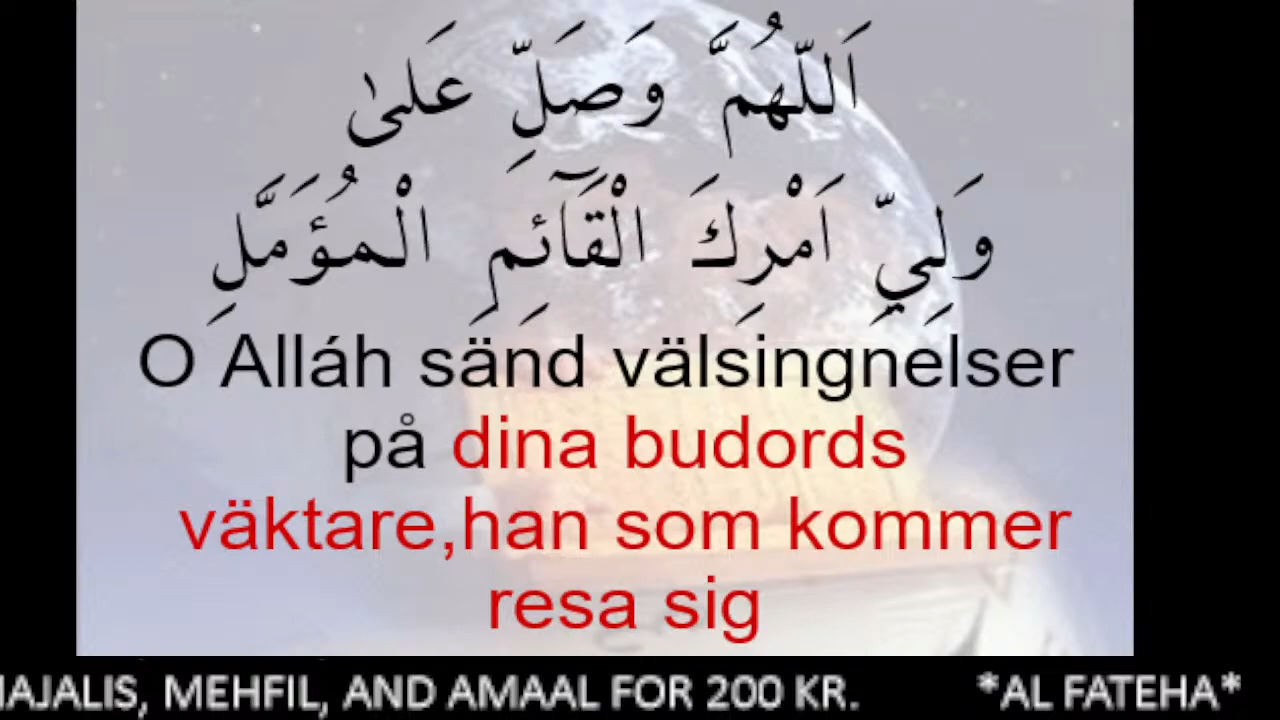 اَللّهُمَّ وَصَلِّ عَلىٰ
وَلِيِّ اَمْرِكَ الْقَآئِمِ الْمُؤَمَّلِ
O Alláh sänd välsingnelser
på dina budords
väktare,han som kommer
resa sig
MEHFIL, AND AMAAL FOR 200 KR. *AL FATEHA*